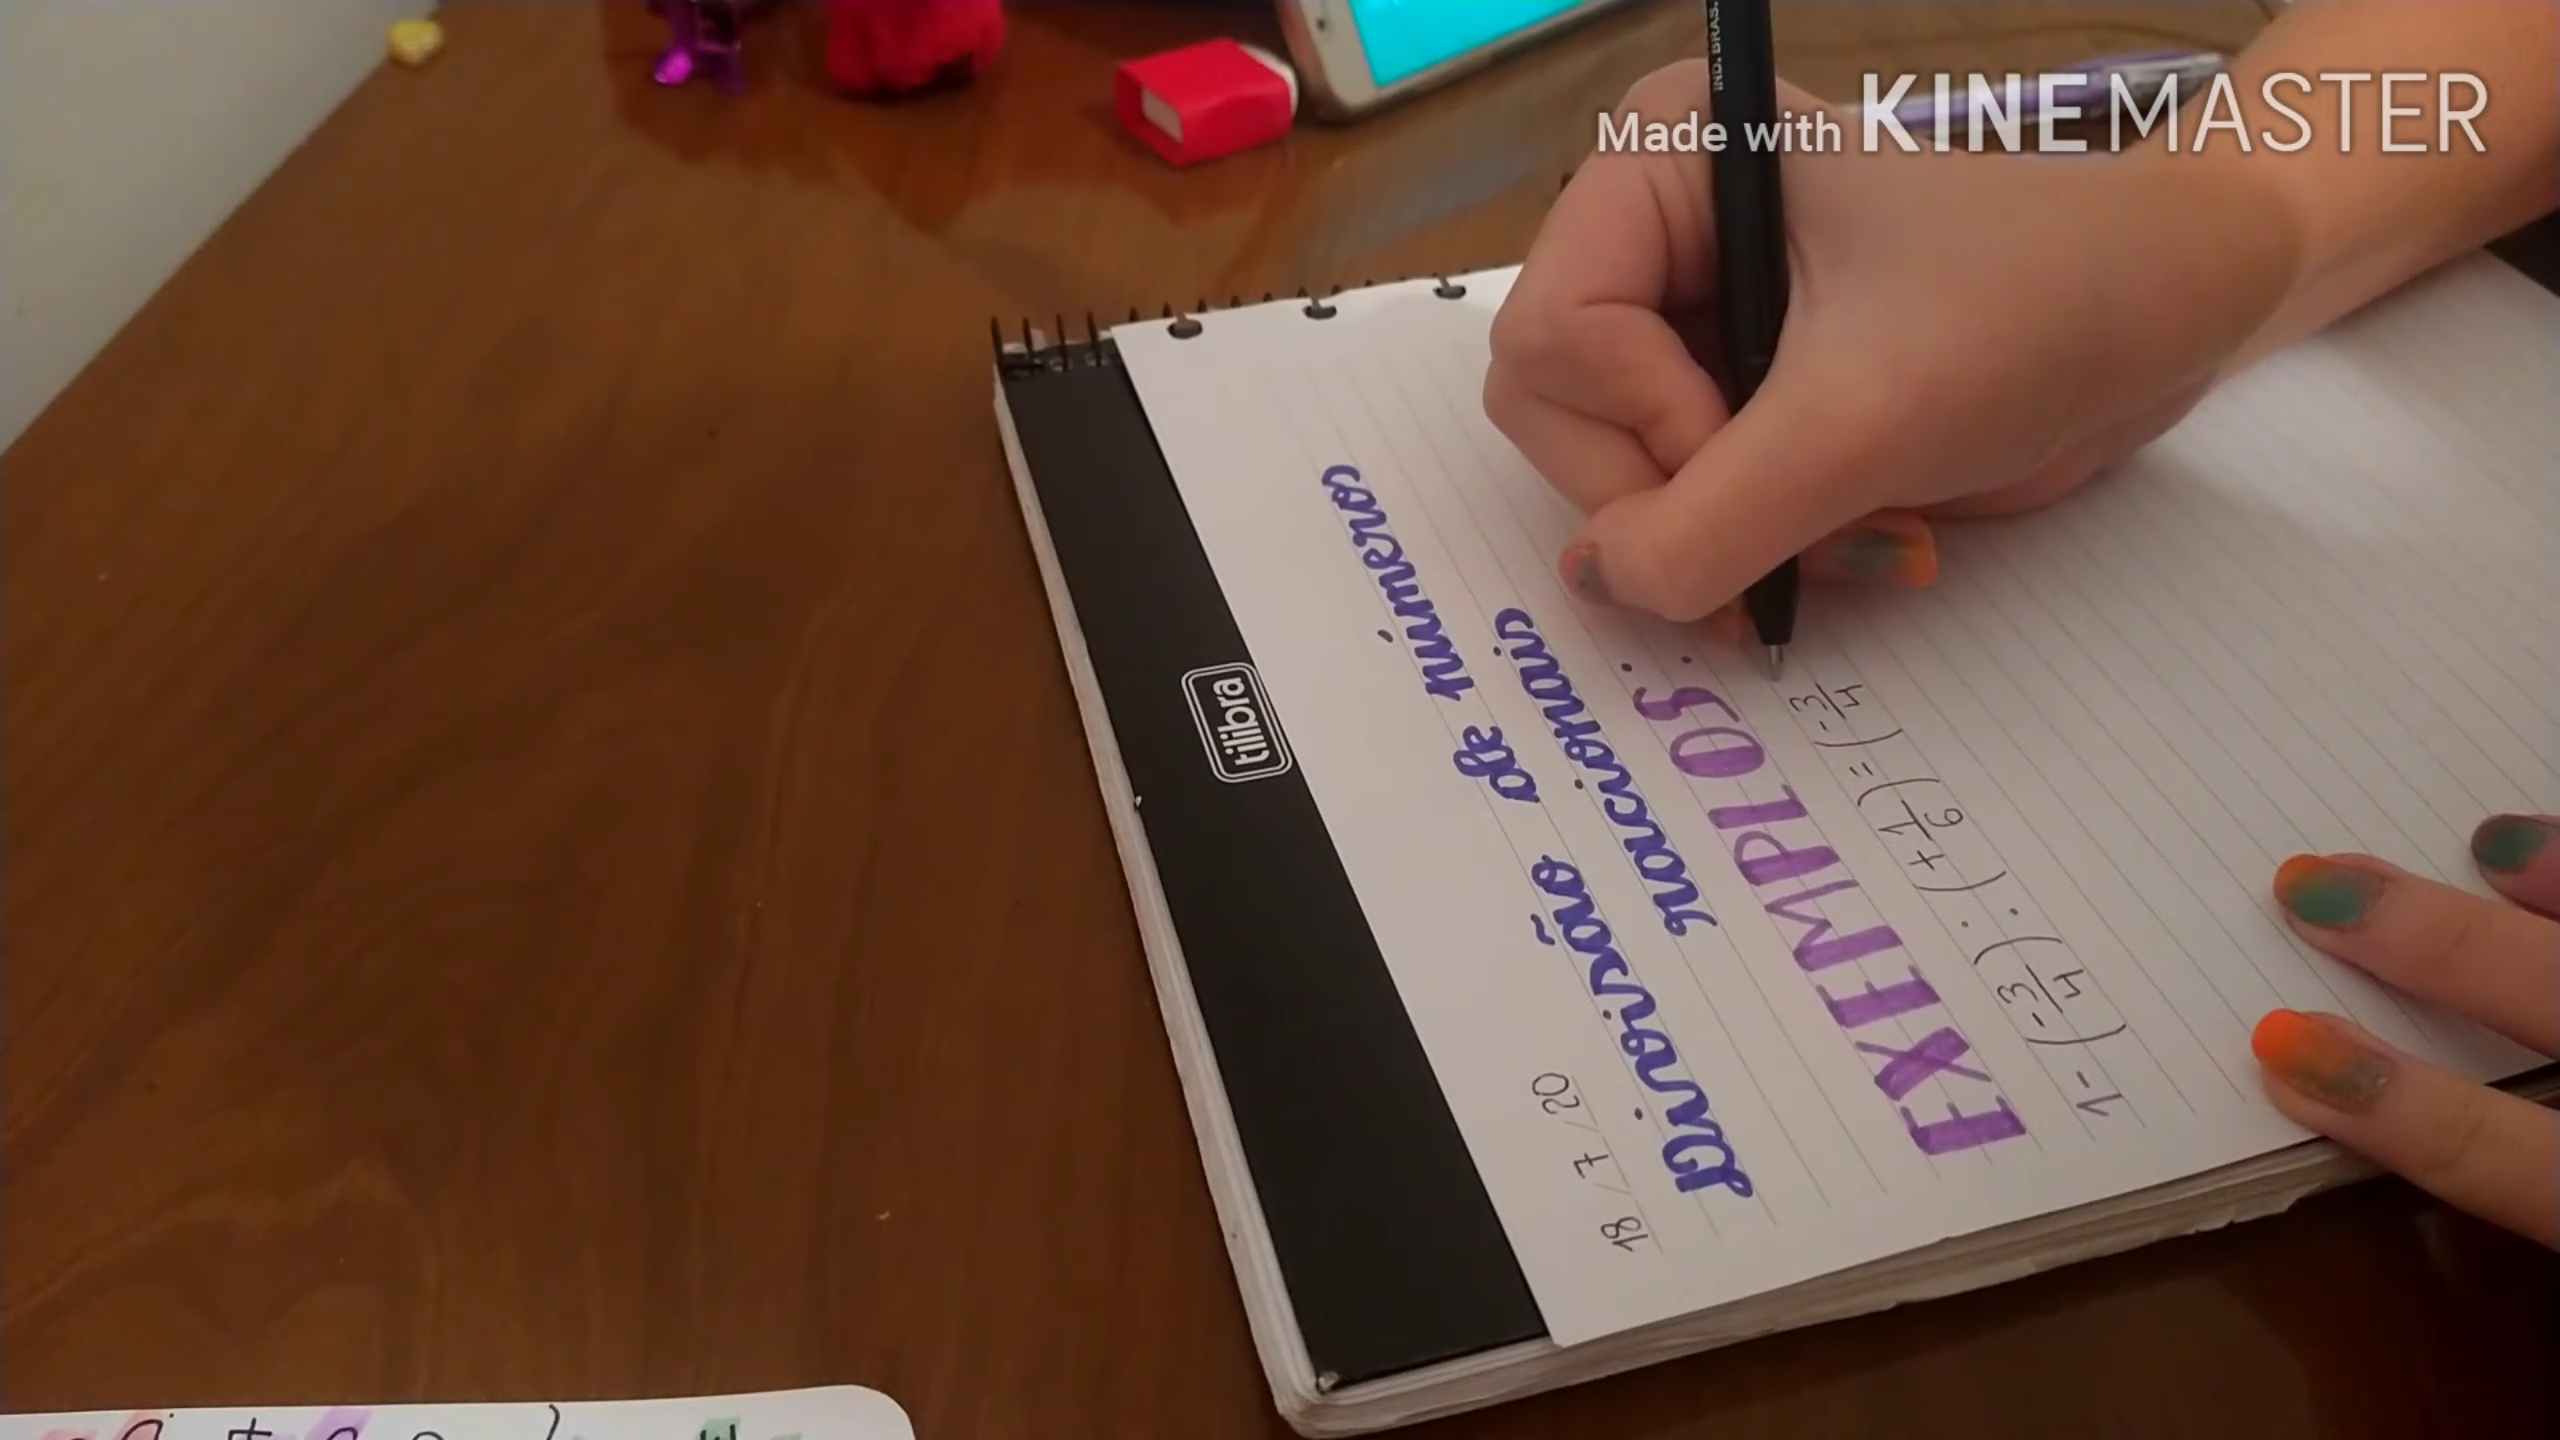 Made with KINEMASTER
IND. BRAS.
tilibra
18/7/20
Divisão de números
racionais
EXEMPLOS:
1- (-3/4) : (+1/6) = (-3/4